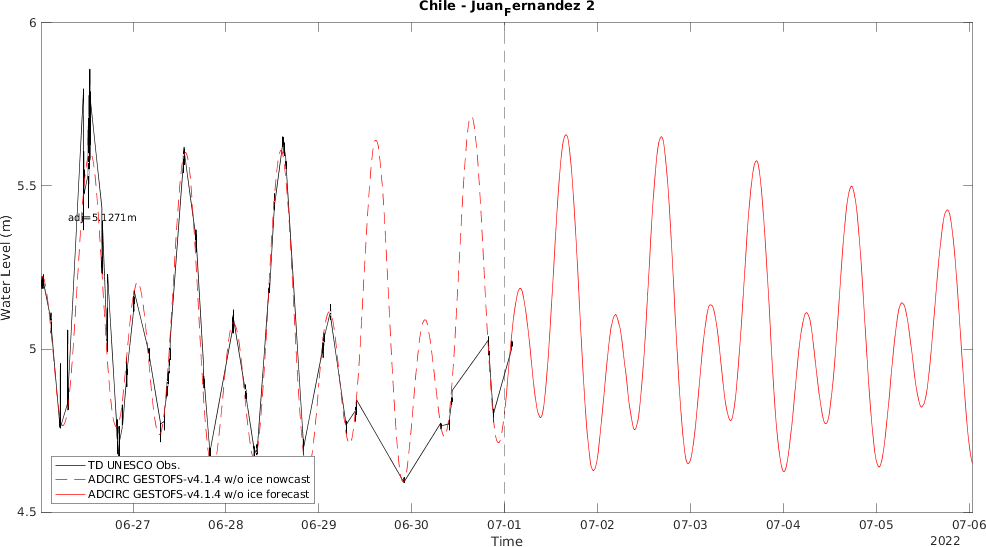 Chile - Juan_Fernandez 2
6
5.5
5
4.5
Water Level (m)
adj=5.1271m
TD UNESCO Obs.
ADCIRC GESTOFS-v4.1.4 w/o ice nowcast
ADCIRC GESTOFS-v4.1.4 w/o ice forecast
06-27 06-28 06-29 06-30 07-01 07-02 07-03 07-04 07-05 07-06
Time
2022